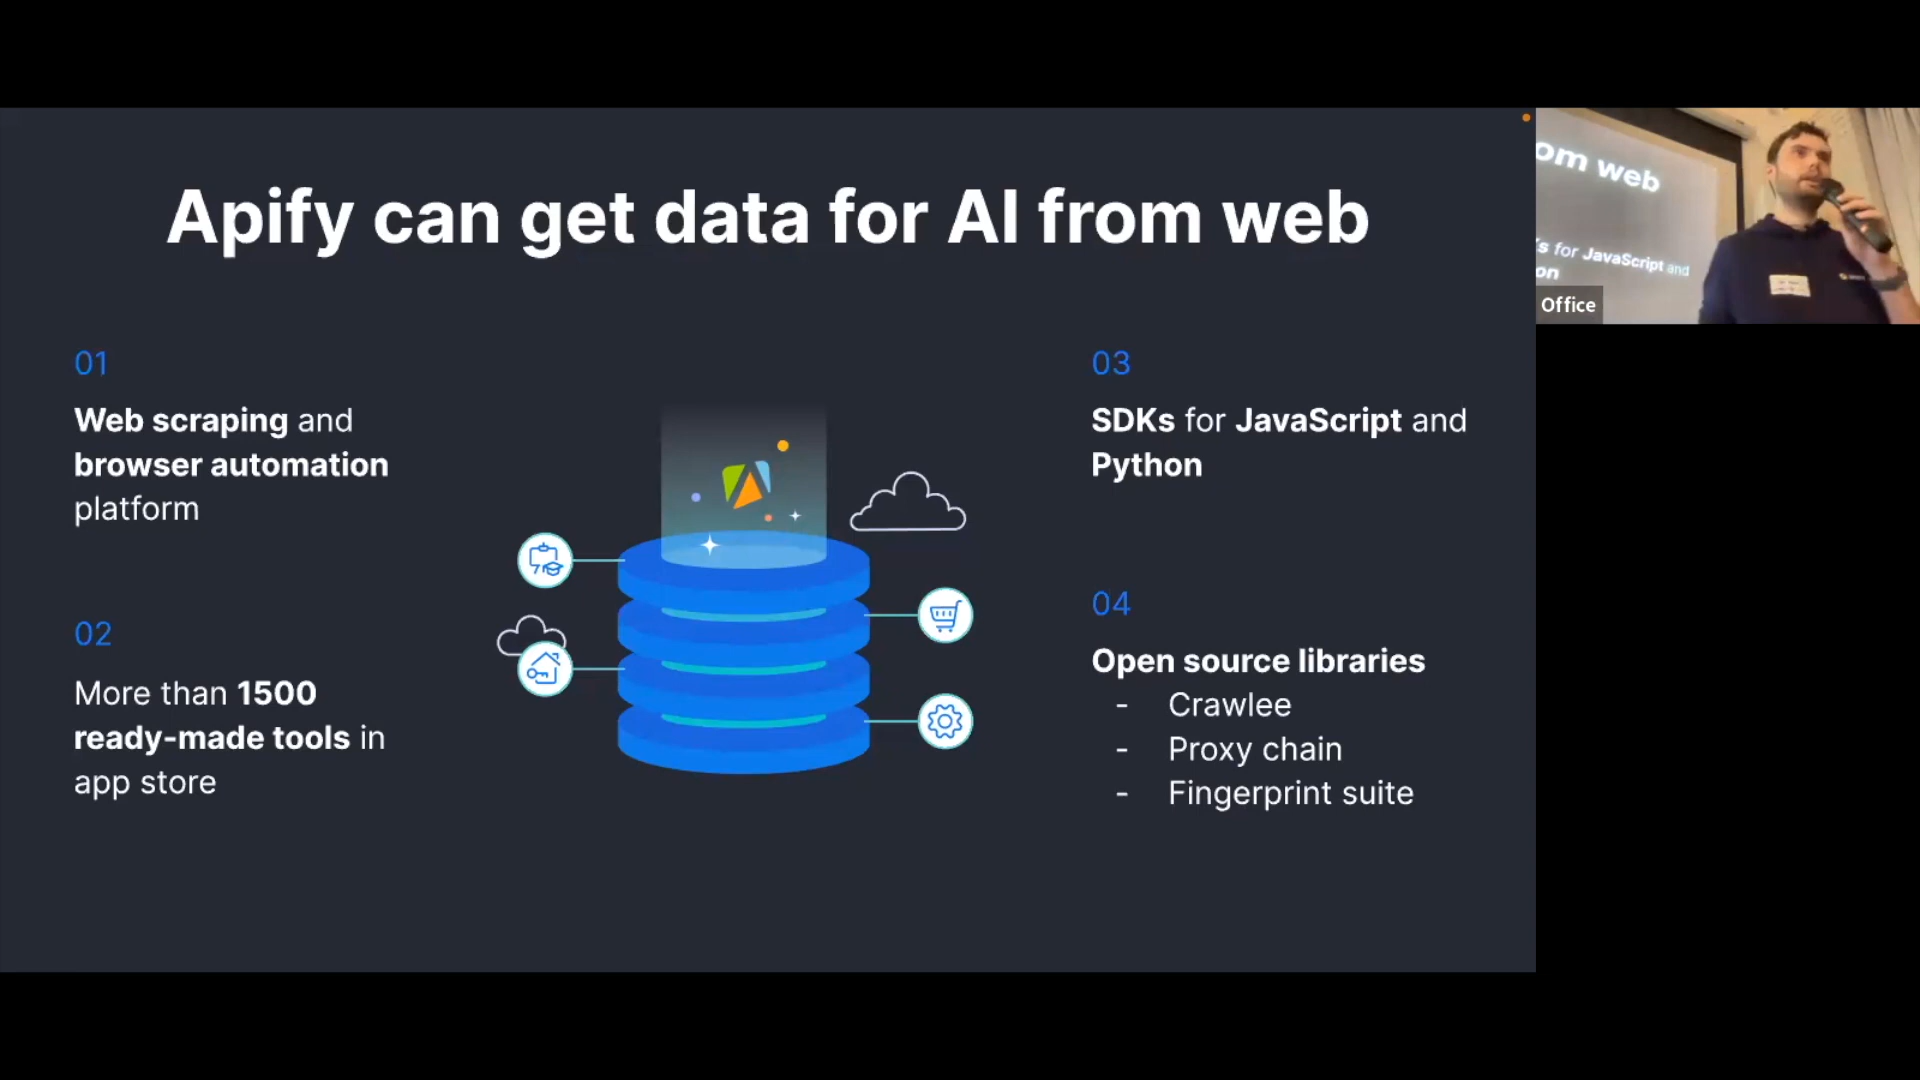 Apify can get data for AI from web
01
Web scraping and
browser automation
platform
02
More than 1500
ready-made tools in
app store
03
SDKs for JavaScript and
Python
04
Open source libraries
- Crawlee
- Proxy chain
- Fingerprint suite
om web
s for JavaScript and
on
Office